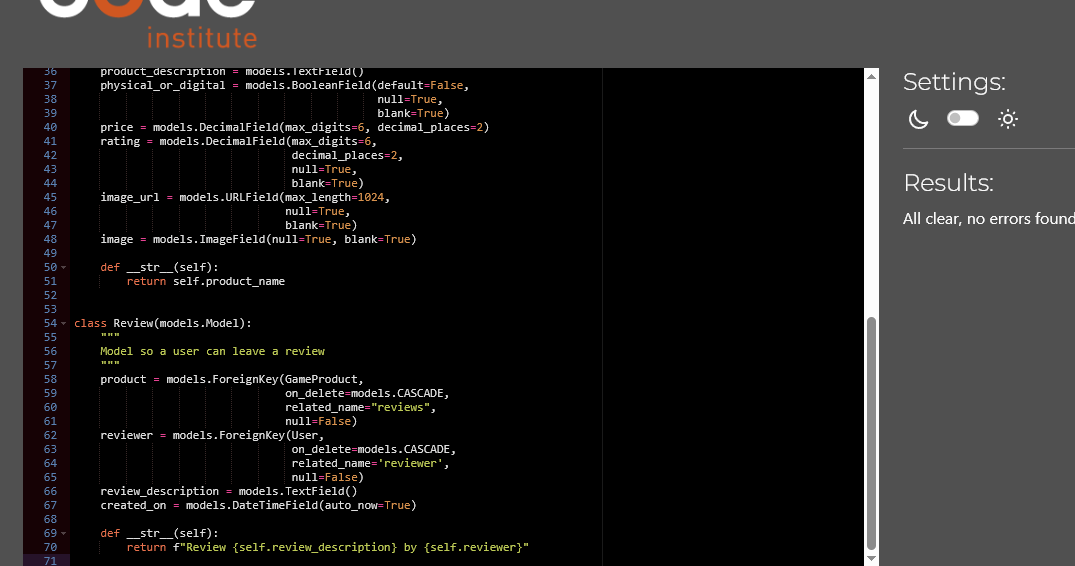 code
institute
36 product_description = models.TextField()
37 physical_or_digital = models.BooleanField(default=False,
38 null=True,
39 blank=True)
40 price = models.DecimalField(max_digits=6, decimal_places=2)
41 rating = models.DecimalField(max_digits=6,
42 decimal_places=2,
43 null=True,
44 blank=True)
45 image_url = models.URLField(max_length=1024,
46 null=True,
47 blank=True)
48 image = models.ImageField(null=True, blank=True)
49
50 def __str__(self):
51 return self.product_name
52
53
54 class Review(models.Model):
55 """
56 Model so a user can leave a review
57 """
58 product = models.ForeignKey(GameProduct,
59 on_delete=models.CASCADE,
60 related_name="reviews",
61 null=False)
62 reviewer = models.ForeignKey(User,
63 on_delete=models.CASCADE,
64 related_name='reviewer',
65 null=False)
66 review_description = models.TextField()
67 created_on = models.DateTimeField(auto_now=True)
68
69 def __str__(self):
70 return f"Review {self.review_description} by {self.reviewer}"
71
Settings:
Results:
All clear, no errors found